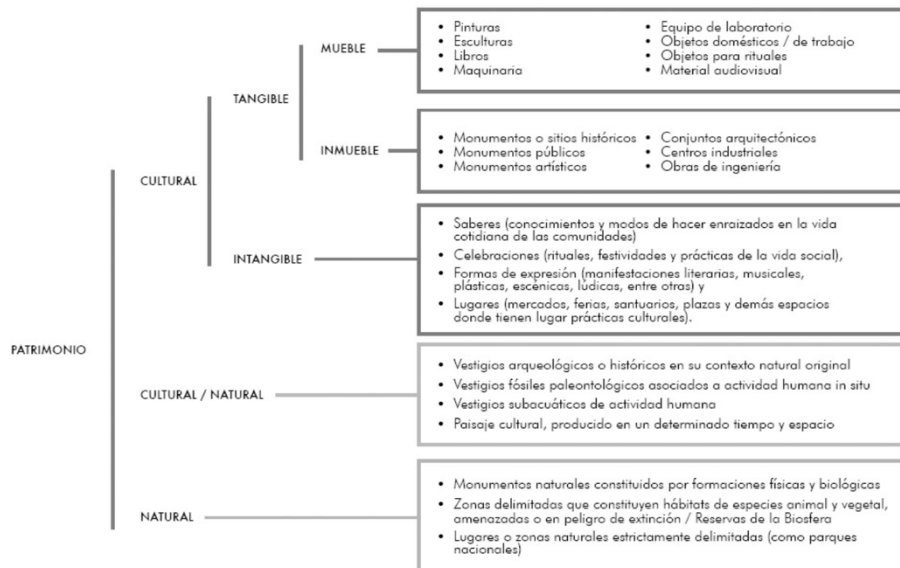 PATRIMONIO
CULTURAL
TANGIBLE
MUEBLE
• Pinturas
• Esculturas
• Libros
• Maquinaria
• Equipo de laboratorio
• Objetos domésticos / de trabajo
• Objetos para rituales
• Material audiovisual
INMUEBLE
• Monumentos o sitios históricos
• Monumentos públicos
• Monumentos artísticos
• Conjuntos arquitectónicos
• Centros industriales
• Obras de ingeniería
INTANGIBLE
• Saberes (conocimientos y modos de hacer enraizados en la vida
cotidiana de las comunidades)
• Celebraciones (rituales, festividades y prácticas de la vida social),
• Formas de expresión (manifestaciones literarias, musicales,
plásticas, escénicas, lúdicas, entre otras) y
• Lugares (mercados, ferias, santuarios, plazas y demás espacios
donde tienen lugar prácticas culturales).
CULTURAL / NATURAL
• Vestigios arqueológicos o históricos en su contexto natural original
• Vestigios fósiles paleontológicos asociados a actividad humana in situ
• Vestigios subacuáticos de actividad humana
• Paisaje cultural, producido en un determinado tiempo y espacio
NATURAL
• Monumentos naturales constituidos por formaciones físicas y biológicas
• Zonas delimitadas que constituyen hábitats de especies animal y vegetal,
amenazadas o en peligro de extinción / Reservas de la Biosfera
• Lugares o zonas naturales estrictamente delimitadas (como parques
nacionales)